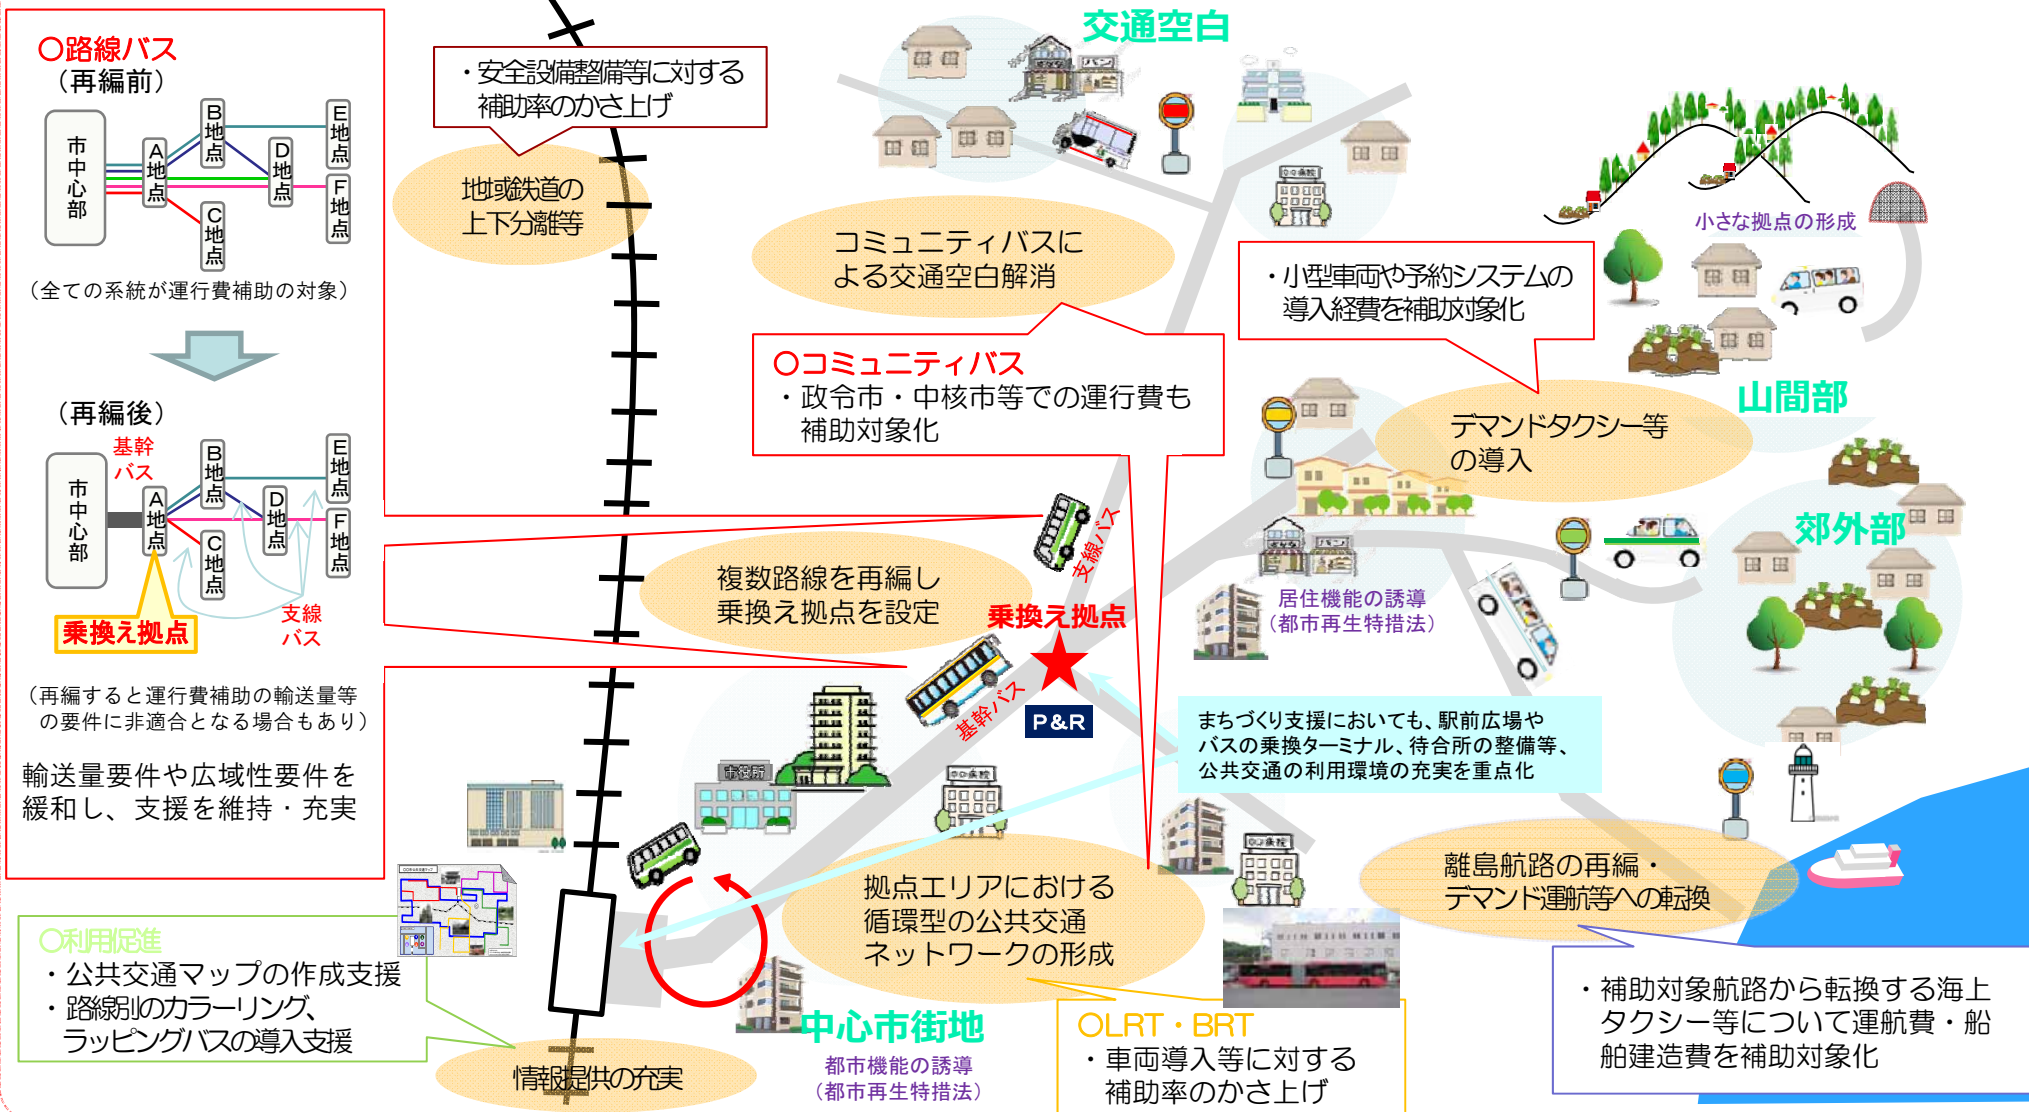 〇路線バス
（再編前）
市中心部
A地点
B地点
C地点
D地点
E地点
F地点
（全ての系統が運行費補助の対象）
（再編後）
基幹
バス
市中心部
A地点
B地点
C地点
D地点
E地点
F地点
乗換え拠点
支線
バス
（再編すると運行費補助の輸送量等
の要件に非適合となる場合もあり）
輸送量要件や広域性要件を
緩和し、支援を維持・充実
・安全設備整備等に対する
補助率のかさ上げ
地域鉄道の
上下分離等
交通空白
パン
〇〇病院
コミュニティバスに
よる交通空白解消
〇コミュニティバス
・政令市・中核市等での運行費も
補助対象化
小さな拠点の形成
・小型車両や予約システムの
導入経費を補助対象化
山間部
デマンドタクシー等
の導入
郊外部
パン
居住機能の誘導
（都市再生特措法）
複数路線を再編し
乗換え拠点を設定
支線バス
乗換え拠点
基幹バス
P&R
まちづくり支援においても、駅前広場や
バスの乗換ターミナル、待合所の整備等、
公共交通の利用環境の充実を重点化
市役所
〇〇病院
〇〇病院
拠点エリアにおける
循環型の公共交通
ネットワークの形成
離島航路の再編・
デマンド運航等への転換
・補助対象航路から転換する海上
タクシー等について運航費・船
舶建造費を補助対象化
〇利用促進
・公共交通マップの作成支援
・路線別のカラーリング、
ラッピングバスの導入支援
情報提供の充実
中心市街地
都市機能の誘導
（都市再生特措法）
〇LRT・BRT
・車両導入等に対する
補助率のかさ上げ